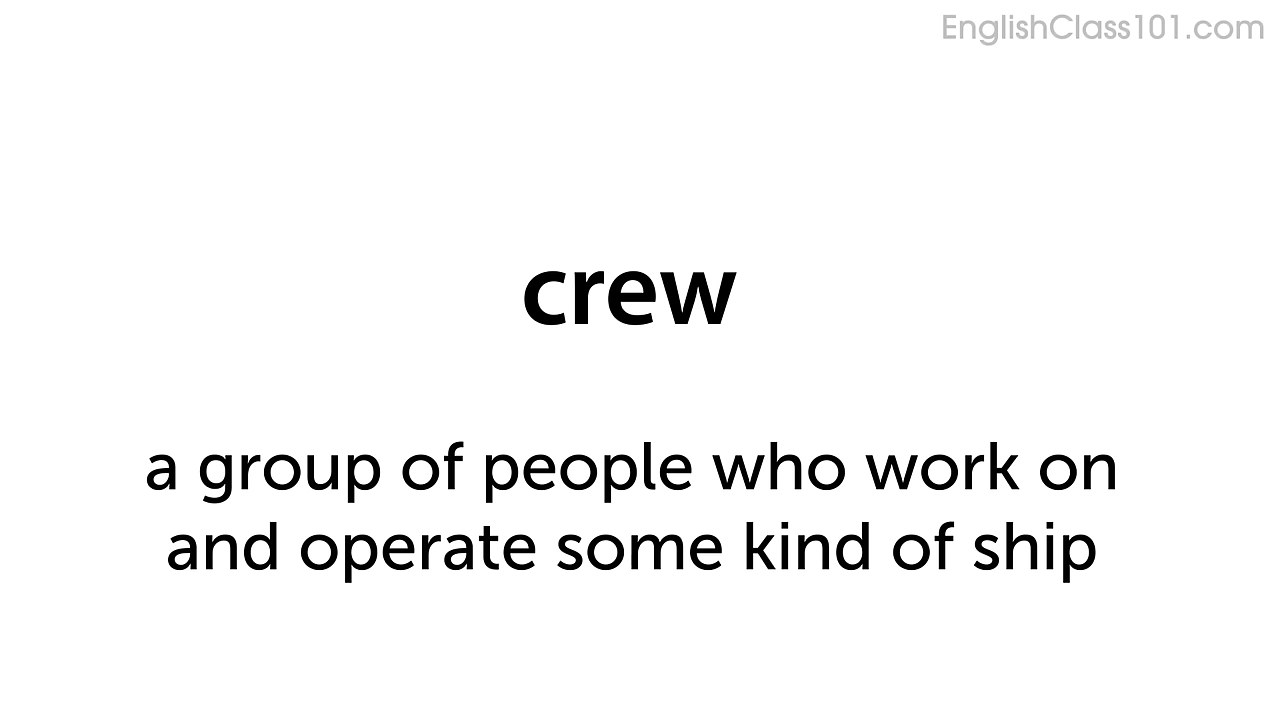 EnglishClass101.com
crew
a group of people who work on
and operate some kind of ship